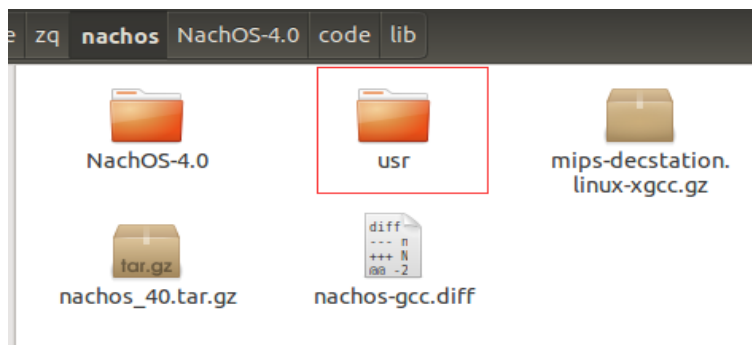 e zq nachos NachOS-4.0 code lib
NachOS-4.0 usr mips-decstation.
linux-xgcc.gz
diff
--- n
+++ N
@@ -2
tar.gz
nachos_40.tar.gz nachos-gcc.diff